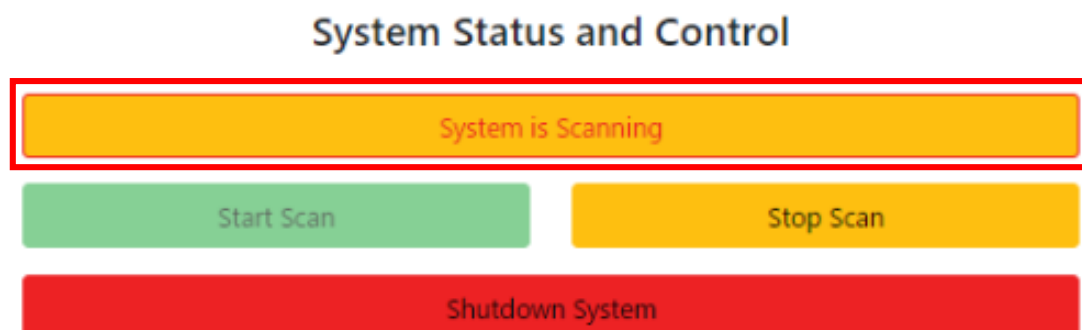 System Status and Control
System is Scanning
Start Scan
Stop Scan
Shutdown System